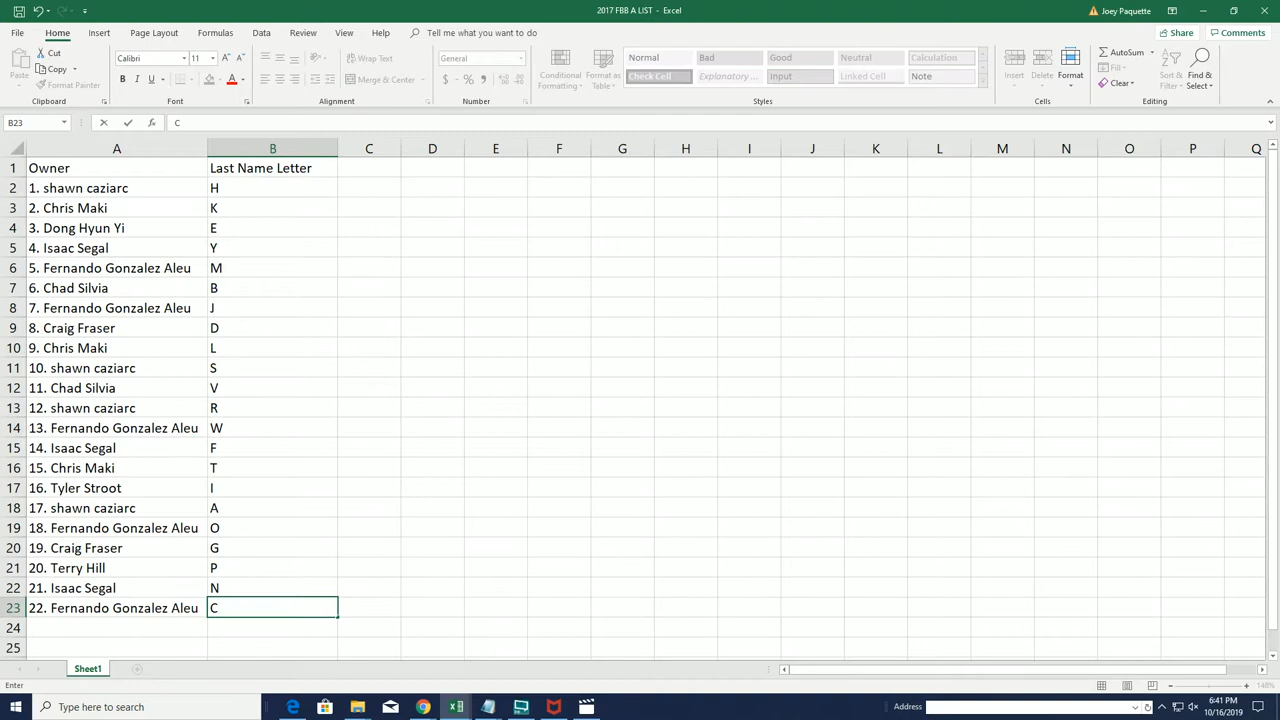 2017 FBB A LIST - Excel
Joey Paquette
File Home Insert Page Layout Formulas Data Review View Help Tell me what you want to do
Share Comments
Paste
Cut
Copy
Format Painter
Clipboard
Calibri 11
B I U
Font
Wrap Text
Merge & Center
Alignment
General
$ %
Number
Conditional Formatting
Format as Table
Normal Bad Good Neutral Calculation
Check Cell Explanatory ... Input Linked Cell Note
Styles
Insert Delete Format
Cells
AutoSum
Fill
Clear
Sort & Filter
Find & Select
Editing
B23 fx C
A B C D E F G H I J K L M N O P Q
1 Owner Last Name Letter
2 1. shawn caziarc H
3 2. Chris Maki K
4 3. Dong Hyun Yi E
5 4. Isaac Segal Y
6 5. Fernando Gonzalez Aleu M
7 6. Chad Silvia B
8 7. Fernando Gonzalez Aleu J
9 8. Craig Fraser D
10 9. Chris Maki L
11 10. shawn caziarc S
12 11. Chad Silvia V
13 12. shawn caziarc R
14 13. Fernando Gonzalez Aleu W
15 14. Isaac Segal F
16 15. Chris Maki T
17 16. Tyler Stroot I
18 17. shawn caziarc A
19 18. Fernando Gonzalez Aleu O
20 19. Craig Fraser G
21 20. Terry Hill P
22 21. Isaac Segal N
23 22. Fernando Gonzalez Aleu C
24
25
Sheet1
Enter
148%
Type here to search
Address
6:41 PM
10/16/2019